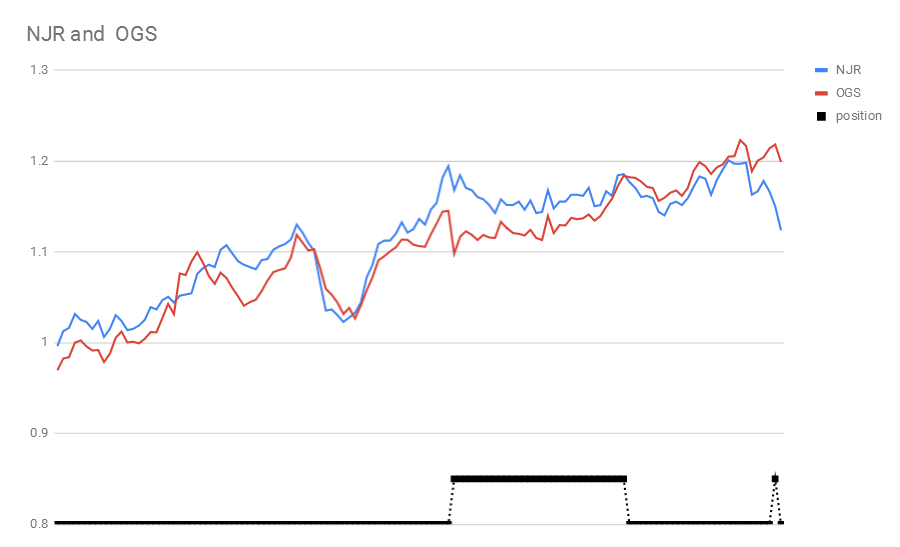 NJR and OGS
1.3
1.2
1.1
1
0.9
0.8
NJR
OGS
position